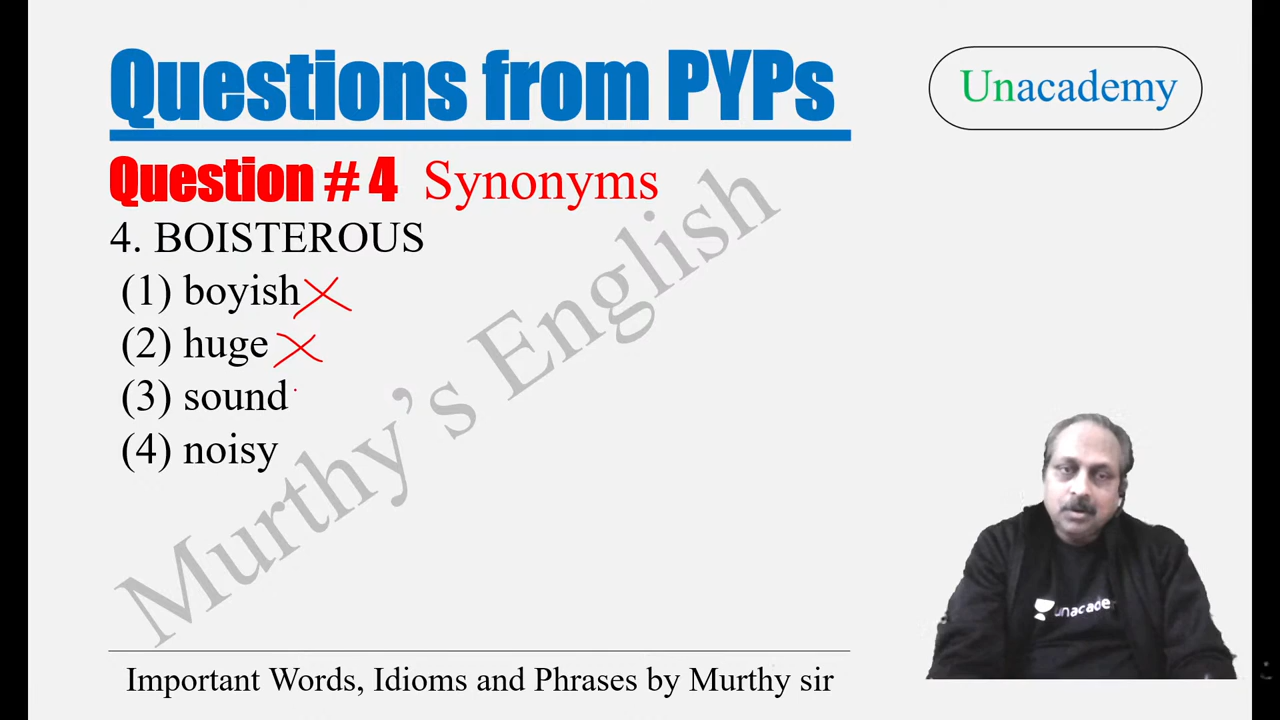 Questions from PYPs
Unacademy
Question # 4 Synonyms
4. BOISTEROUS
(1) boyish
(2) huge
(3) sound
(4) noisy
Murthy's English
unacade
Important Words, Idioms and Phrases by Murthy sir